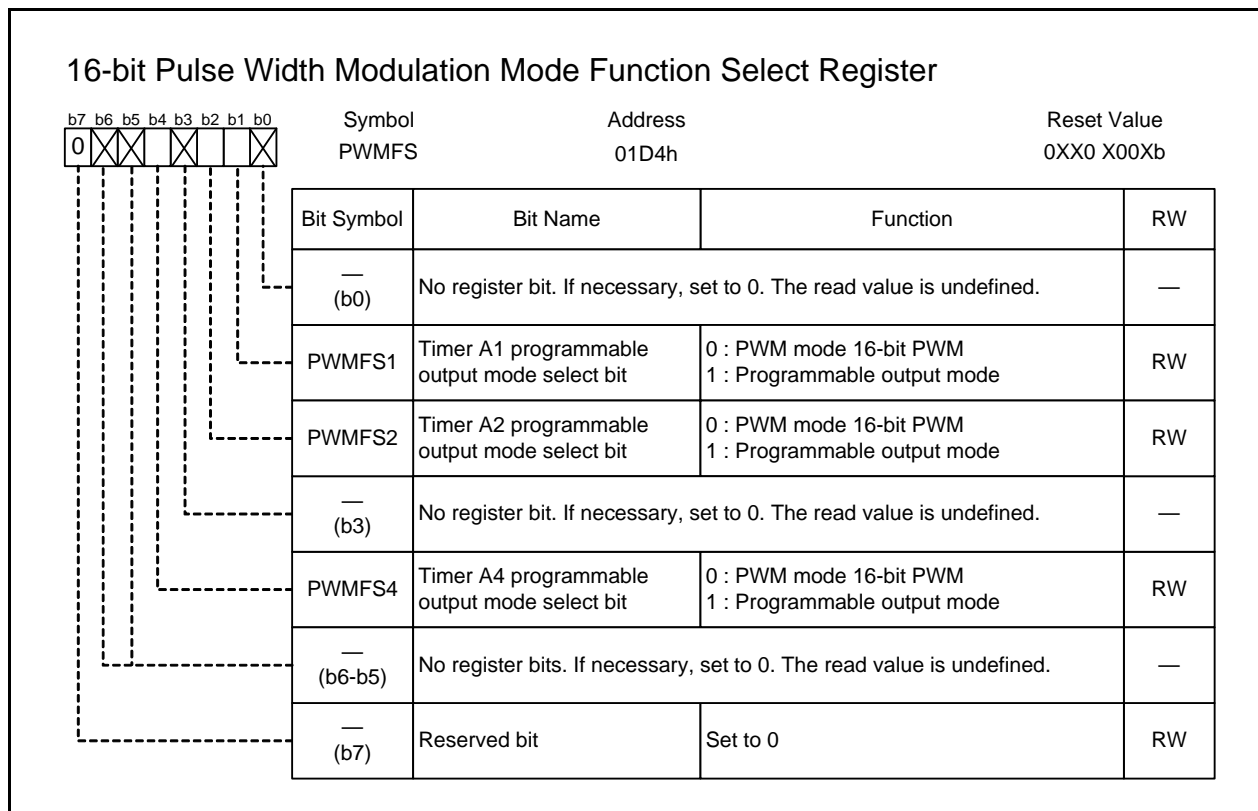 16-bit Pulse Width Modulation Mode Function Select Register
b7 b6 b5 b4 b3 b2 b1 b0
0
Symbol Address Reset Value
PWMFS 01D4h 0XX0 X00Xb
Bit Symbol Bit Name Function RW
—
(b0)
No register bit. If necessary, set to 0. The read value is undefined.
—
PWMFS1
Timer A1 programmable
output mode select bit
0 : PWM mode 16-bit PWM
1 : Programmable output mode
RW
PWMFS2
Timer A2 programmable
output mode select bit
0 : PWM mode 16-bit PWM
1 : Programmable output mode
RW
—
(b3)
No register bit. If necessary, set to 0. The read value is undefined.
—
PWMFS4
Timer A4 programmable
output mode select bit
0 : PWM mode 16-bit PWM
1 : Programmable output mode
RW
—
(b6-b5)
No register bits. If necessary, set to 0. The read value is undefined.
—
—
(b7)
Reserved bit
Set to 0
RW